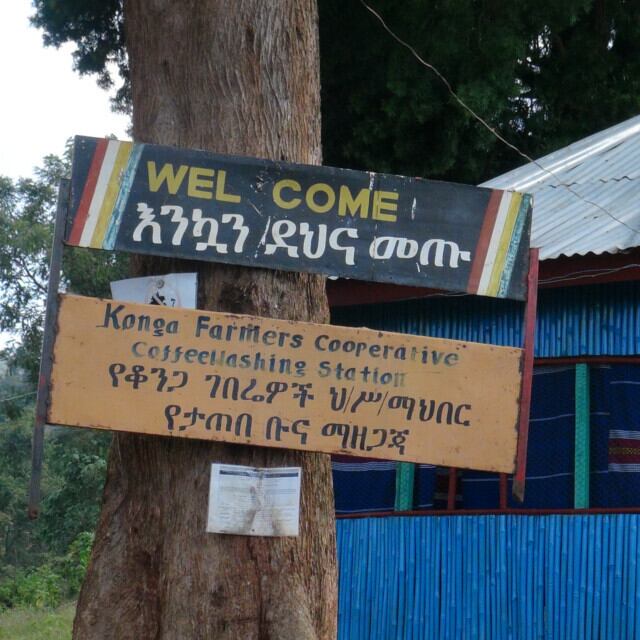 WEL COME
እንኳን /ደህና መጡ
Konga Farmers Cooperative
CoffeeWashing Station
የቆንጋ ገበሬዎች ህ/ሥ/ማህበር
የታጠበ ቡና ማዘጋጃ